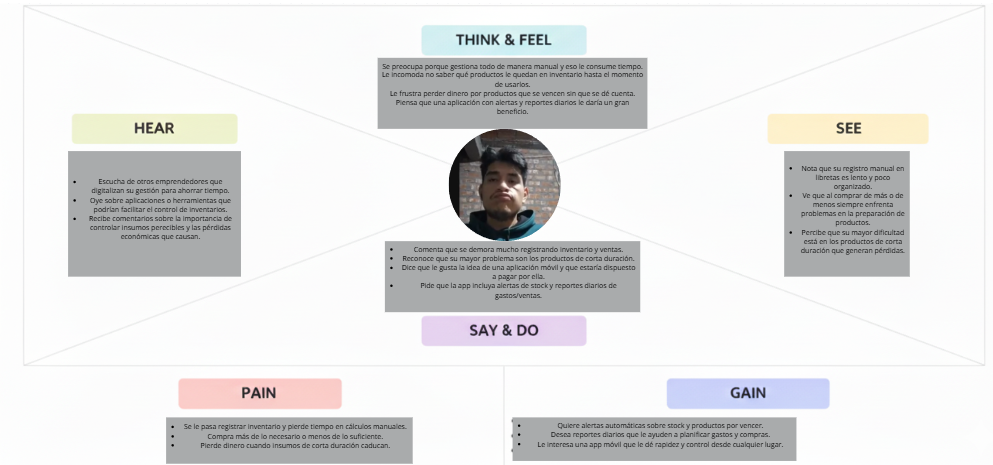 THINK & FEEL
Se preocupa porque gestiona todo de manera manual y eso le consume tiempo.
Le incomoda no saber qué productos le quedan en inventario hasta el momento
de usarlos.
Le frustra perder dinero por productos que se vencen sin que se dé cuenta.
Piensa que una aplicación con alertas y reportes diarios le daría un gran
beneficio.
HEAR
• Escucha de otros emprendedores que
digitalizan su gestión para ahorrar tiempo.
• Oye sobre aplicaciones o herramientas que
podrían facilitar el control de inventarios.
• Recibe comentarios sobre la importancia de
controlar insumos perecibles y las pérdidas
económicas que causan.
SEE
• Nota que su registro manual en
libretas es lento y poco
organizado.
• Ve que al comprar de más o de
menos siempre enfrenta
problemas en la preparación de
productos.
• Percibe que su mayor dificultad
está en los productos de corta
duración que generan pérdidas.
• Comenta que se demora mucho registrando inventario y ventas.
• Reconoce que su mayor problema son los productos de corta duración.
• Dice que le gusta la idea de una aplicación móvil y que estaría dispuesto
a pagar por ella.
• Pide que la app incluya alertas de stock y reportes diarios de
gastos/ventas.
SAY & DO
PAIN
• Se le pasa registrar inventario y pierde tiempo en cálculos manuales.
• Compra más de lo necesario o menos de lo suficiente.
• Pierde dinero cuando insumos de corta duración caducan.
GAIN
• Quiere alertas automáticas sobre stock y productos por vencer.
• Desea reportes diarios que le ayuden a planificar gastos y compras.
• Le interesa una app móvil que le dé rapidez y control desde cualquier lugar.